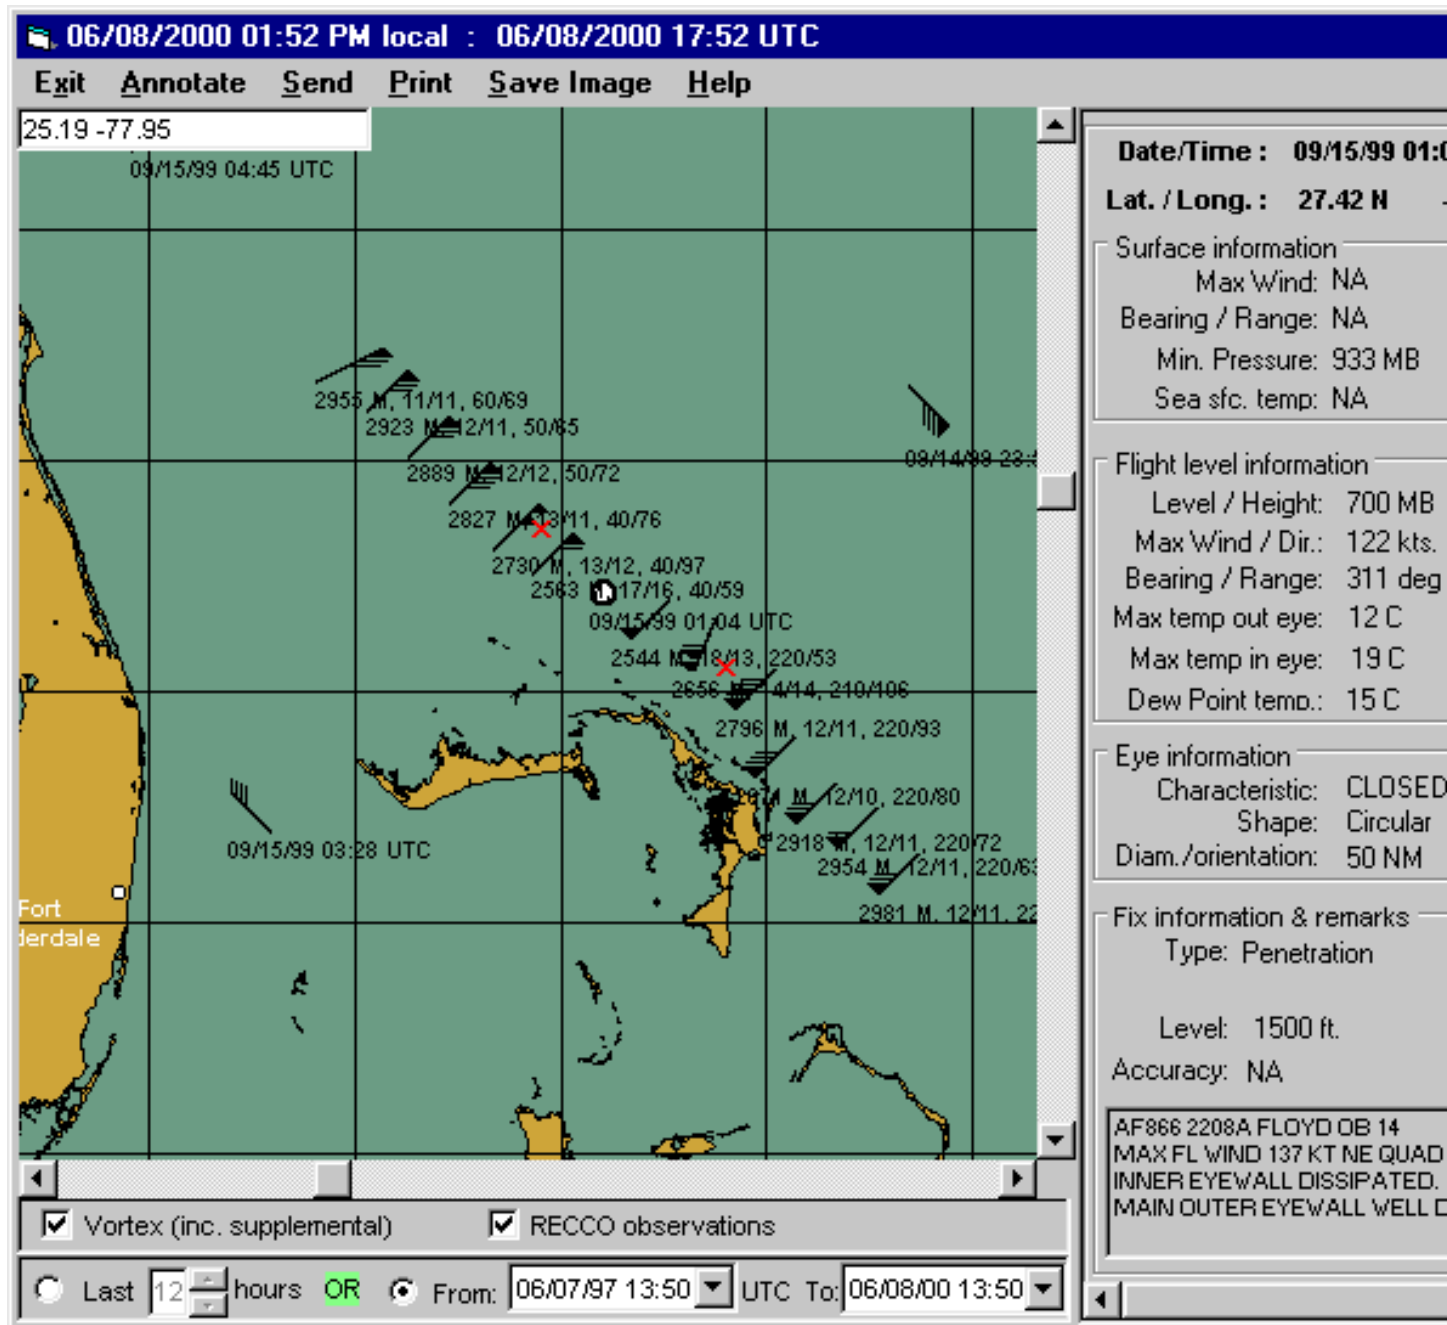 06/08/2000 01:52 PM local : 06/08/2000 17:52 UTC
Exit Annotate Send Print Save Image Help
25.19 -77.95
09/15/99 04:45 UTC
2955 M, 11/11, 60/69
2923 M, 12/11, 50/65
2889 M, 12/12, 50/72
2827 M, 13/11, 40/76
2730 M, 13/12, 40/97
2563 17/16, 40/59
09/15/99 01:04 UTC
2544 M, 18/13, 220/53
2656 4/14, 210/106
2796 M, 12/11, 220/93
M, 12/10, 220/80
2918 M, 12/11, 220/72
2954 M, 12/11, 220/63
2981 M, 12/11, 22
09/14/99 23:
09/15/99 03:28 UTC
Fort
derdale
Date/Time : 09/15/99 01:0
Lat. / Long. : 27.42 N -
Surface information
Max Wind: NA
Bearing / Range: NA
Min. Pressure: 933 MB
Sea sfc. temp: NA
Flight level information
Level / Height: 700 MB
Max Wind / Dir.: 122 kts.
Bearing / Range: 311 deg
Max temp out eye: 12 C
Max temp in eye: 19 C
Dew Point temp.: 15 C
Eye information
Characteristic: CLOSED
Shape: Circular
Diam./orientation: 50 NM
Fix information & remarks
Type: Penetration
Level: 1500 ft.
Accuracy: NA
AF866 2208A FLOYD OB 14
MAX FL WIND 137 KT NE QUAD
INNER EYEWALL DISSIPATED.
MAIN OUTER EYEWALL WELL D
Vortex (inc. supplemental) RECCO observations
Last 12 hours OR From: 06/07/97 13:50 UTC To: 06/08/00 13:50